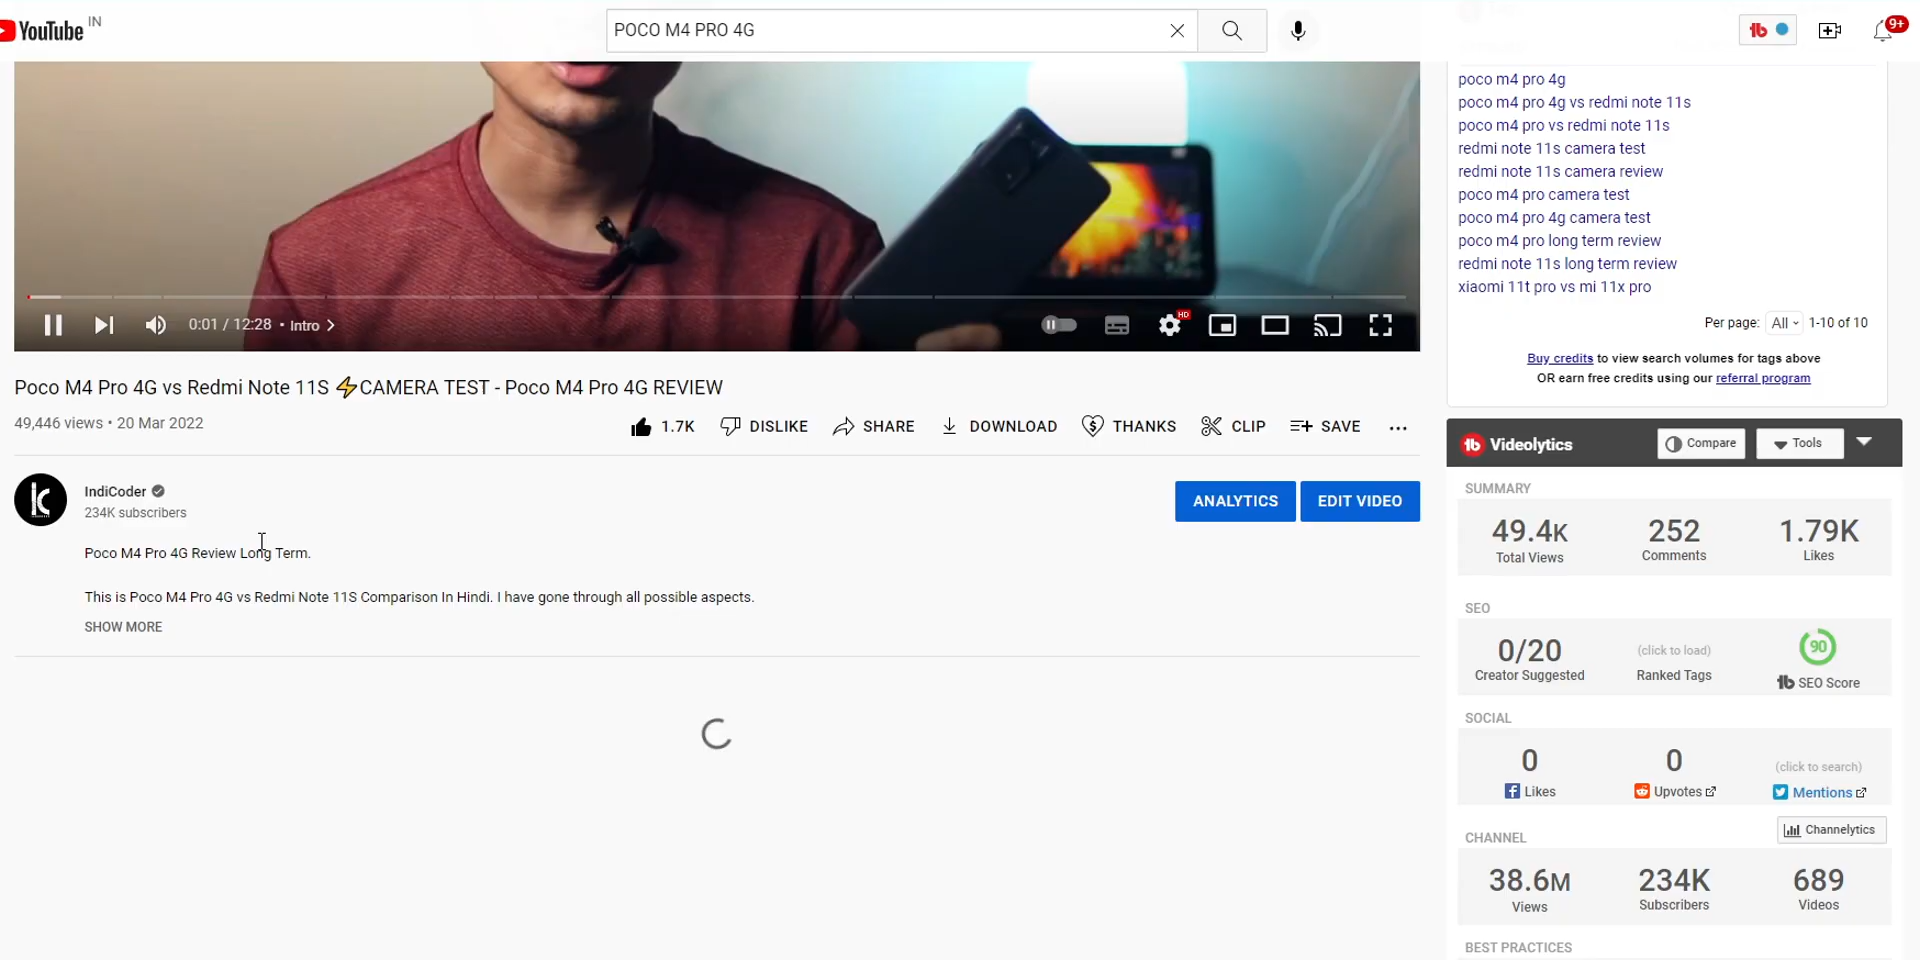 YouTube IN
POCO M4 PRO 4G
9+
0:01 / 12:28 • Intro
HD
Poco M4 Pro 4G vs Redmi Note 11S ⚡CAMERA TEST - Poco M4 Pro 4G REVIEW
49,446 views • 20 Mar 2022
1.7K DISLIKE SHARE DOWNLOAD THANKS CLIP SAVE ...
IndiCoder
234K subscribers
ANALYTICS EDIT VIDEO
Poco M4 Pro 4G Review Long Term.
This is Poco M4 Pro 4G vs Redmi Note 11S Comparison In Hindi. I have gone through all possible aspects.
SHOW MORE
poco m4 pro 4g
poco m4 pro 4g vs redmi note 11s
poco m4 pro vs redmi note 11s
redmi note 11s camera test
redmi note 11s camera review
poco m4 pro camera test
poco m4 pro 4g camera test
poco m4 pro long term review
redmi note 11s long term review
xiaomi 11t pro vs mi 11x pro
Per page: All 1-10 of 10
Buy credits to view search volumes for tags above
OR earn free credits using our referral program
Videolytics Compare Tools
SUMMARY
49.4K 252 1.79K
Total Views Comments Likes
SEO
0/20 (click to load) 90
Creator Suggested Ranked Tags SEO Score
SOCIAL
0 0 (click to search)
Likes Upvotes Mentions
CHANNEL Channelytics
38.6M 234K 689
Views Subscribers Videos
BEST PRACTICES